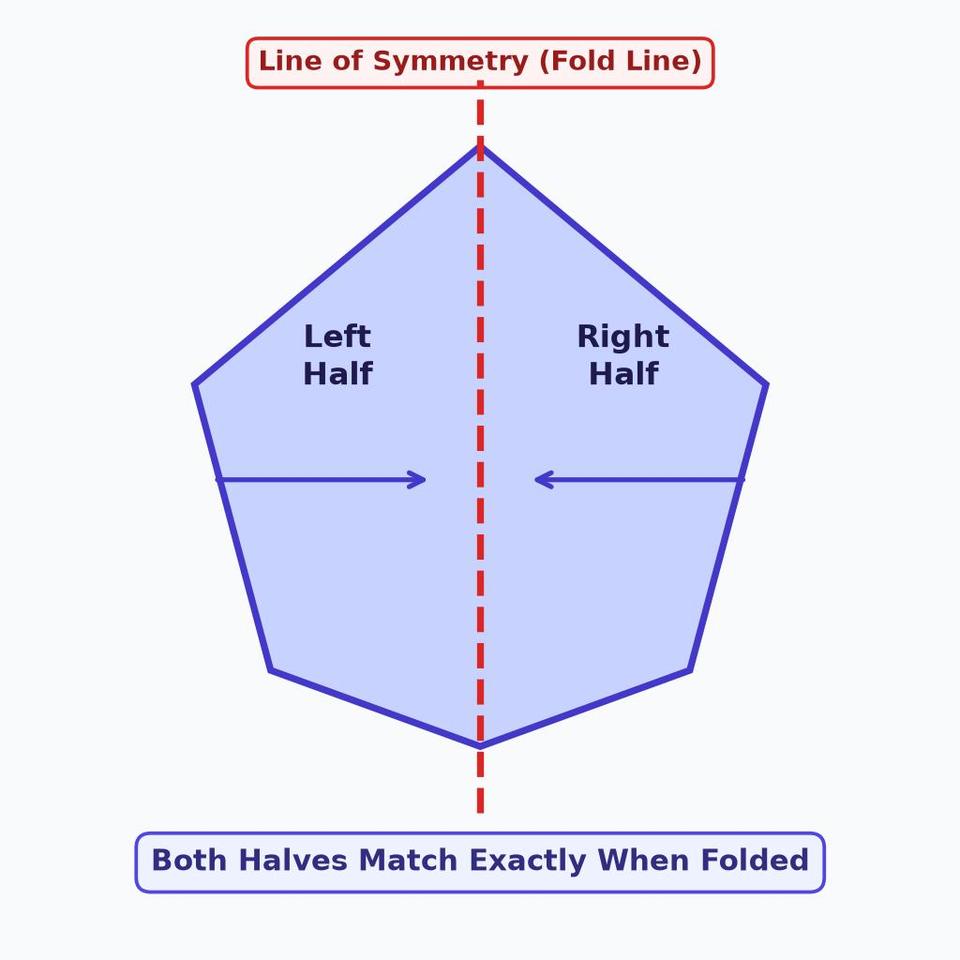 Line of Symmetry (Fold Line)
Left
Half
Right
Half
Both Halves Match Exactly When Folded